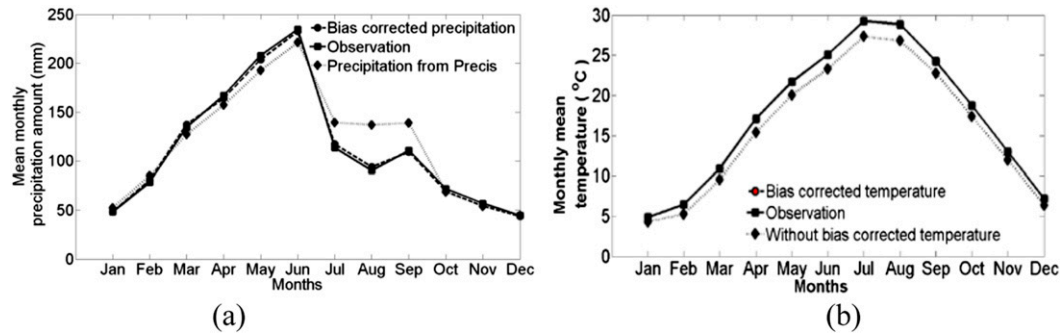 (a)
Mean monthly
precipitation amount (mm)
250
200
150
100
50
0
Bias corrected precipitation
Observation
Precipitation from Precis
Jan Feb Mar Apr May Jun Jul Aug Sep Oct Nov Dec
Months
(a)
(b)
Monthly mean
temperature ( °C)
30
25
20
15
10
5
0
Bias corrected temperature
Observation
Without bias corrected temperature
Jan Feb Mar Apr May Jun Jul Aug Sep Oct Nov Dec
Months
(b)